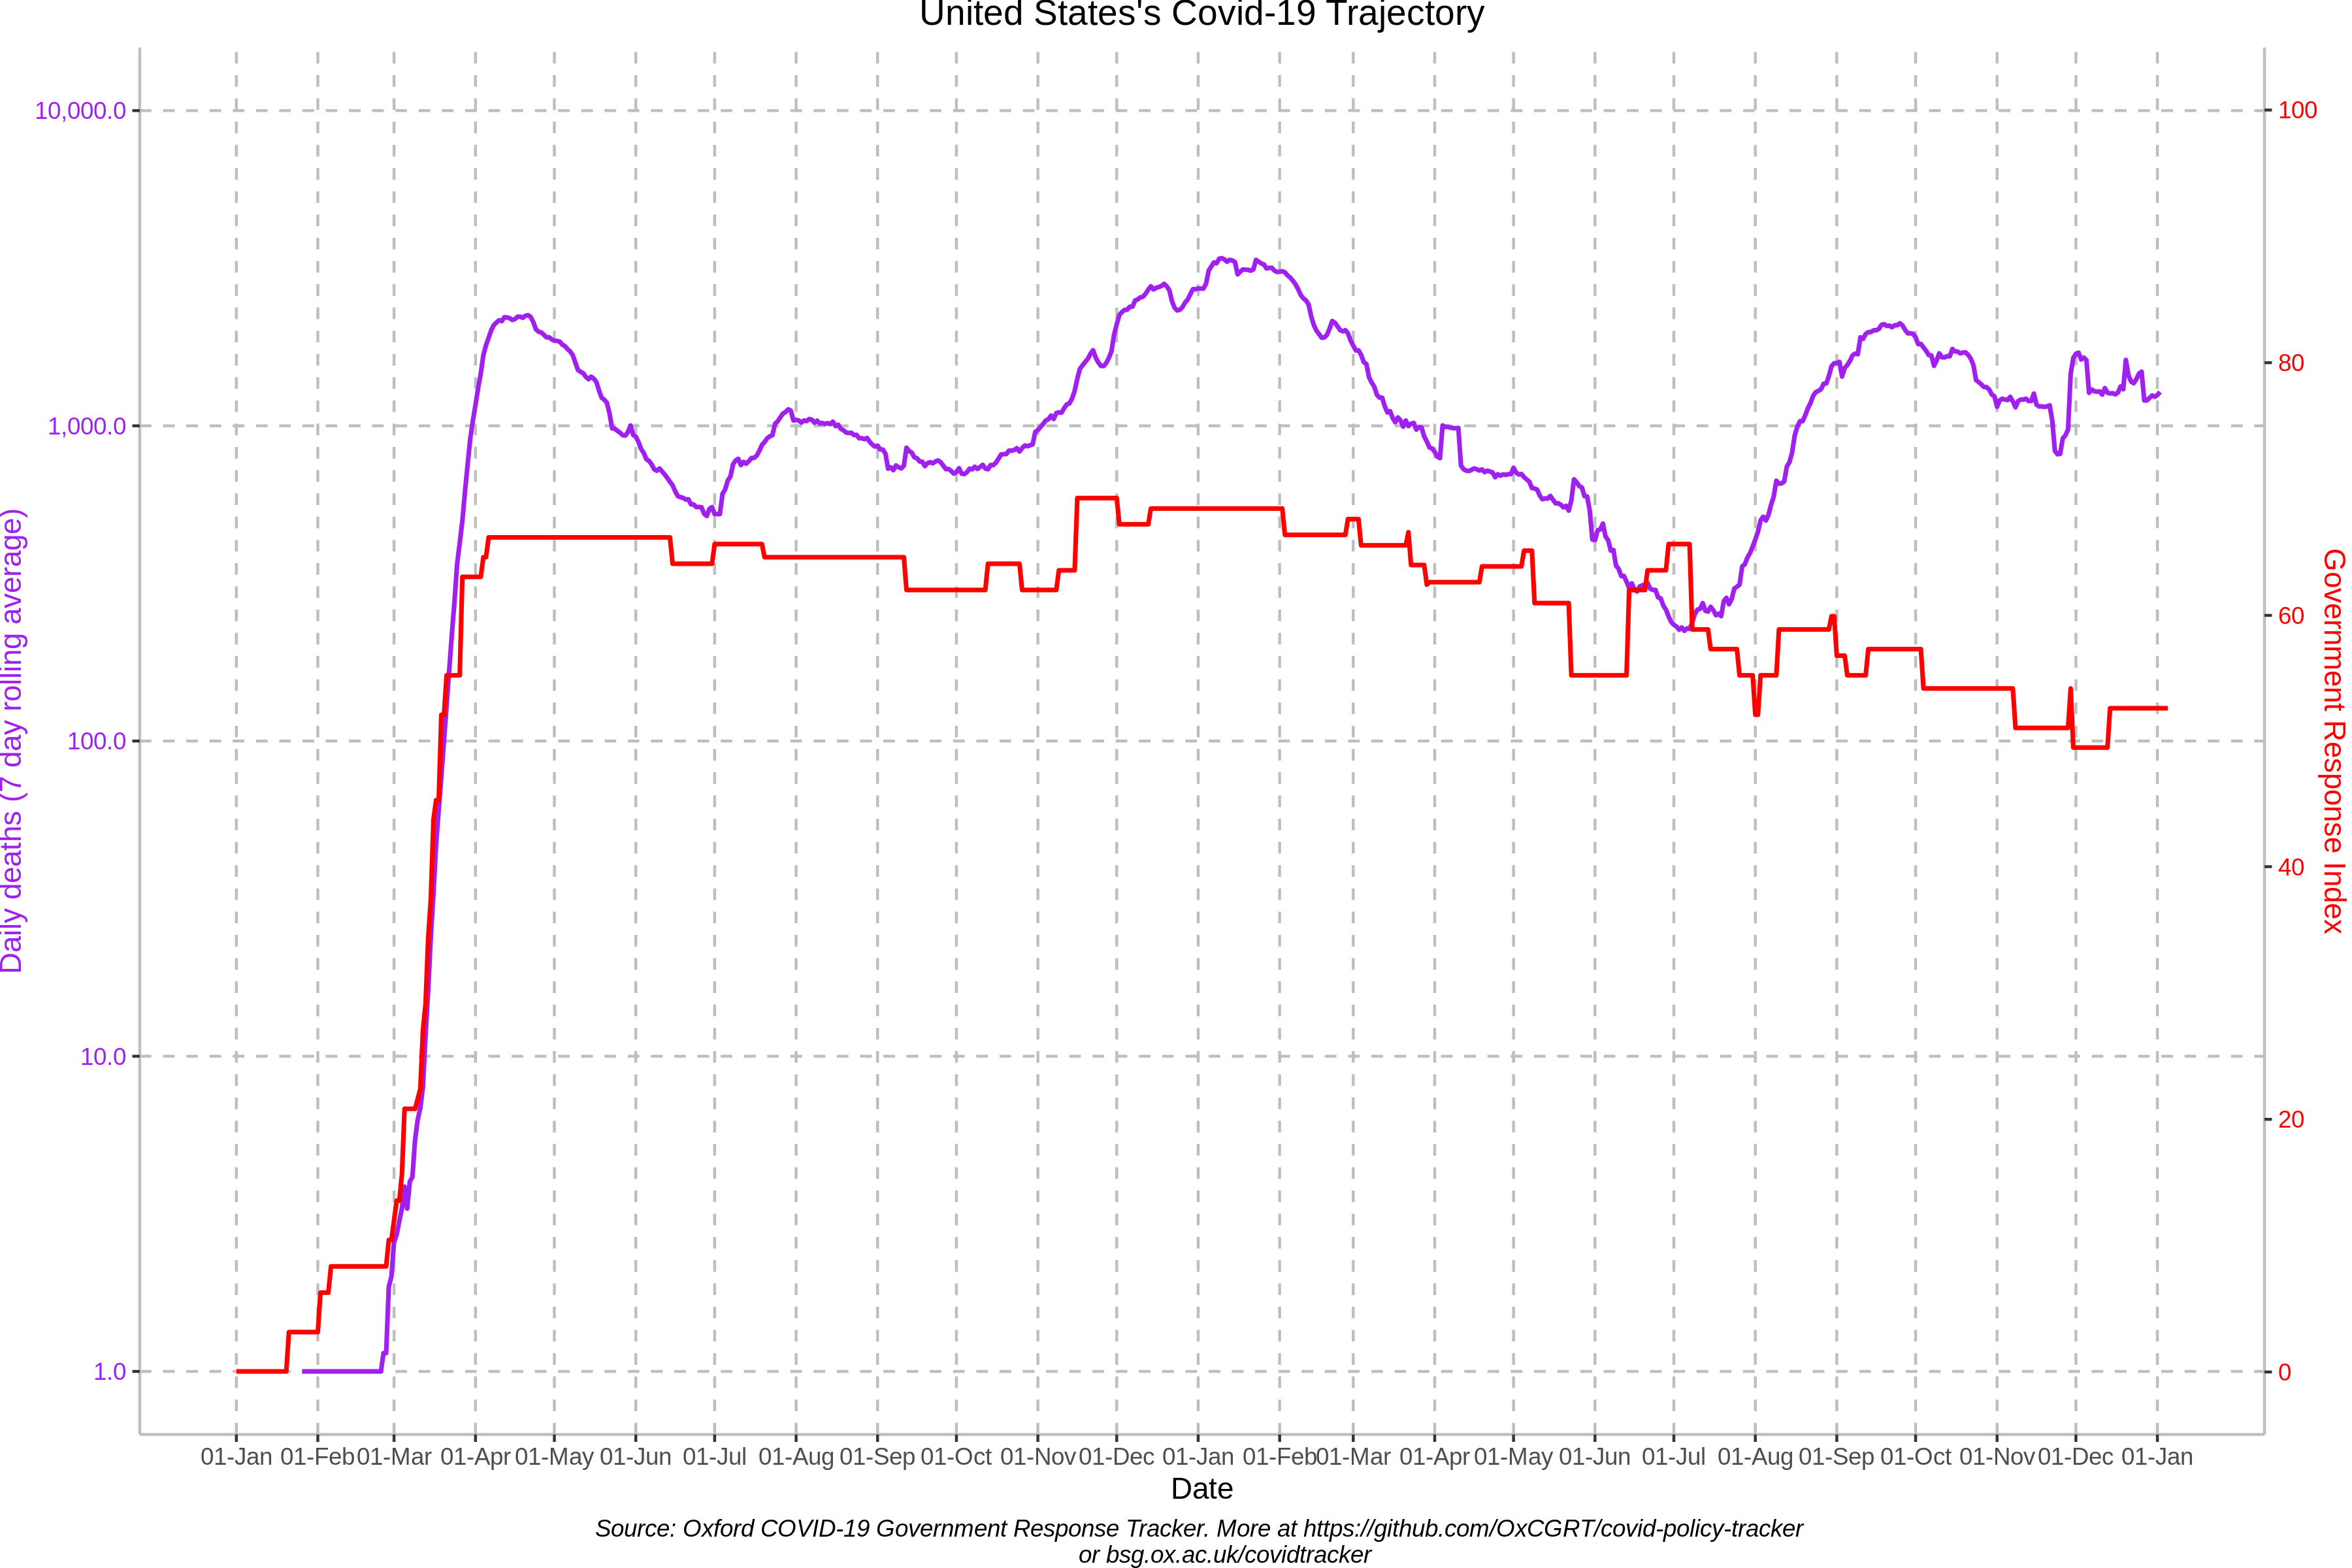 United States's Covid-19 Trajectory
10,000.0
1,000.0
100.0
10.0
1.0
Daily deaths (7 day rolling average)
100
80
60
40
20
0
Government Response Index
01-Jan 01-Feb 01-Mar 01-Apr 01-May 01-Jun 01-Jul 01-Aug 01-Sep 01-Oct 01-Nov 01-Dec 01-Jan 01-Feb 01-Mar 01-Apr 01-May 01-Jun 01-Jul 01-Aug 01-Sep 01-Oct 01-Nov 01-Dec 01-Jan
Date
Source: Oxford COVID-19 Government Response Tracker. More at https://github.com/OxCGRT/covid-policy-tracker
or bsg.ox.ac.uk/covidtracker